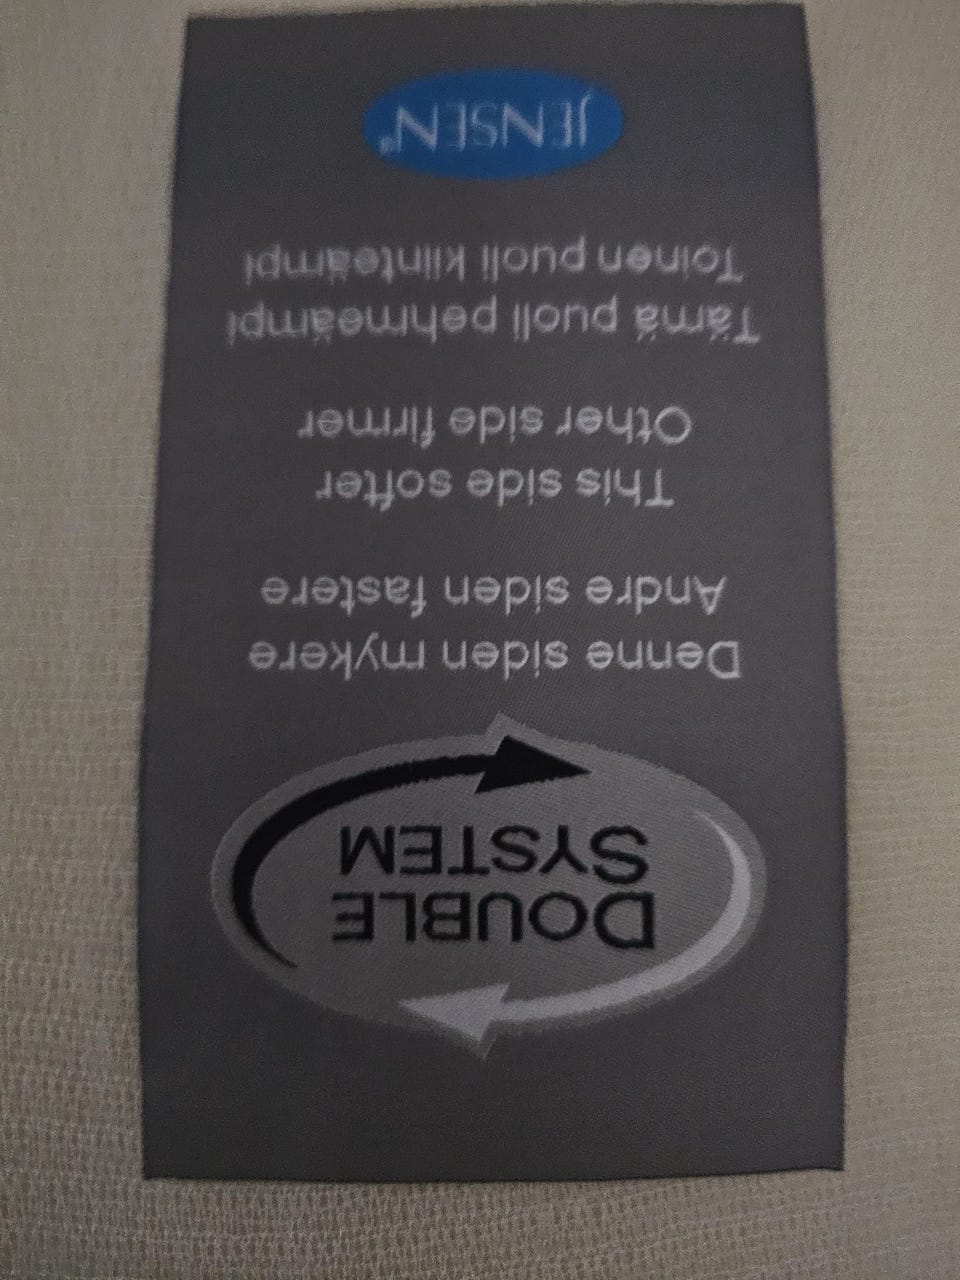 DOUBLE
SYSTEM
Denne siden mykere
Andre siden fastere
This side softer
Other side firmer
Tämä puoli pehmeämpi
Toinen puoli kiinteämpi
JENSEN®